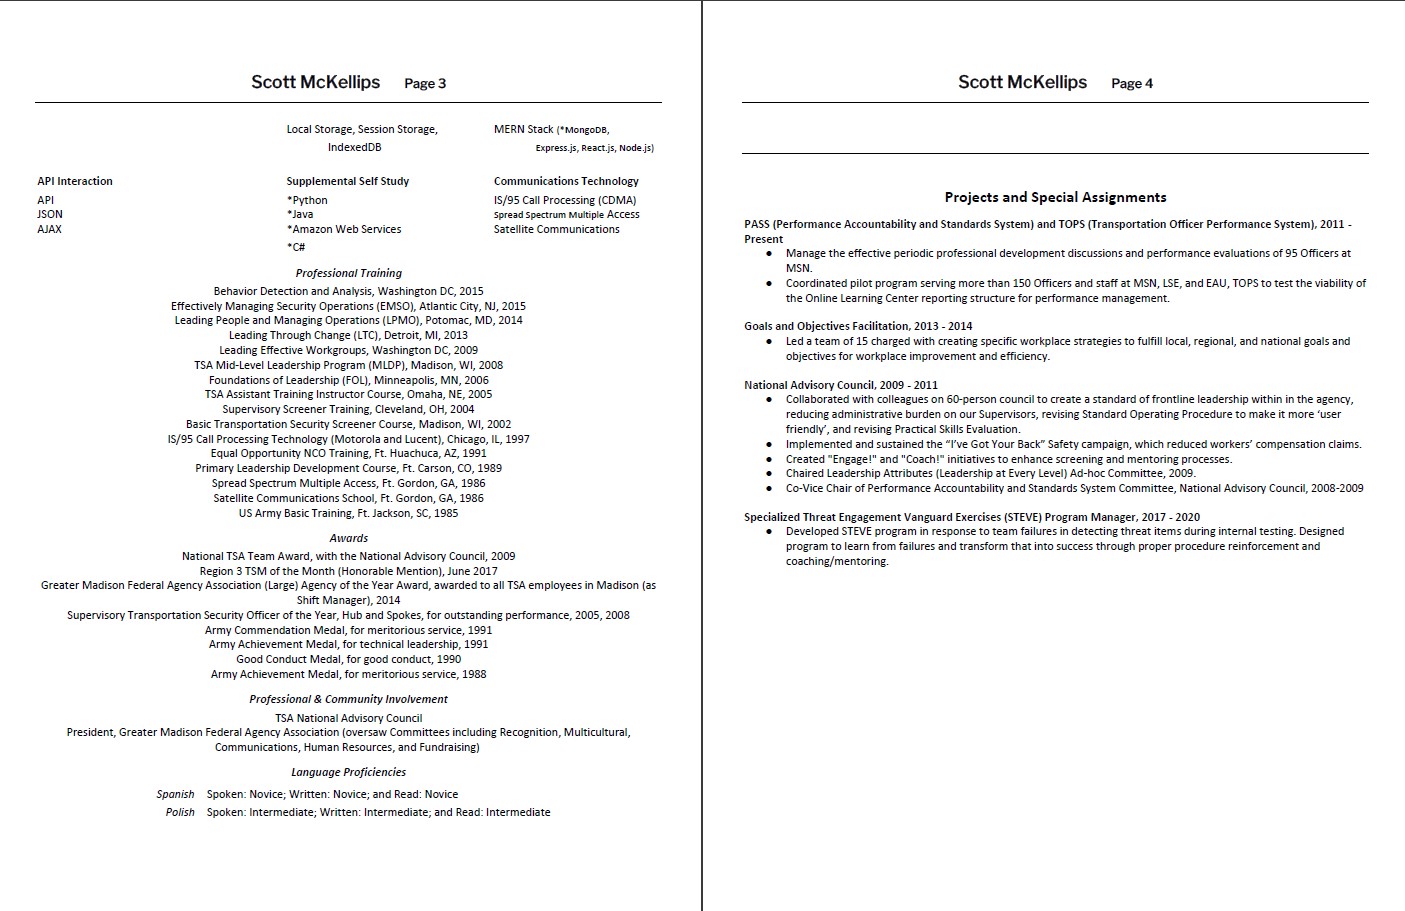 Scott McKellips Page 3
Local Storage, Session Storage,
IndexedDB
MERN Stack (*MongoDB,
Express.js, React.js, Node.js)
API Interaction
API
JSON
AJAX
Supplemental Self Study
*Python
*Java
*Amazon Web Services
*C#
Communications Technology
IS/95 Call Processing (CDMA)
Spread Spectrum Multiple Access
Satellite Communications
Professional Training
Behavior Detection and Analysis, Washington DC, 2015
Effectively Managing Security Operations (EMSO), Atlantic City, NJ, 2015
Leading People and Managing Operations (LPMO), Potomac, MD, 2014
Leading Through Change (LTC), Detroit, MI, 2013
Leading Effective Workgroups, Washington DC, 2009
TSA Mid-Level Leadership Program (MLDP), Madison, WI, 2008
Foundations of Leadership (FOL), Minneapolis, MN, 2006
TSA Assistant Training Instructor Course, Omaha, NE, 2005
Supervisory Screener Training, Cleveland, OH, 2004
Basic Transportation Security Screener Course, Madison, WI, 2002
IS/95 Call Processing Technology (Motorola and Lucent), Chicago, IL, 1997
Equal Opportunity NCO Training, Ft. Huachuca, AZ, 1991
Primary Leadership Development Course, Ft. Carson, CO, 1989
Spread Spectrum Multiple Access, Ft. Gordon, GA, 1986
Satellite Communications School, Ft. Gordon, GA, 1986
US Army Basic Training, Ft. Jackson, SC, 1985
Awards
National TSA Team Award, with the National Advisory Council, 2009
Region 3 TSM of the Month (Honorable Mention), June 2017
Greater Madison Federal Agency Association (Large) Agency of the Year Award, awarded to all TSA employees in Madison (as
Shift Manager), 2014
Supervisory Transportation Security Officer of the Year, Hub and Spokes, for outstanding performance, 2005, 2008
Army Commendation Medal, for meritorious service, 1991
Army Achievement Medal, for technical leadership, 1991
Good Conduct Medal, for good conduct, 1990
Army Achievement Medal, for meritorious service, 1988
Professional & Community Involvement
TSA National Advisory Council
President, Greater Madison Federal Agency Association (oversaw Committees including Recognition, Multicultural,
Communications, Human Resources, and Fundraising)
Language Proficiencies
Spanish Spoken: Novice; Written: Novice; and Read: Novice
Polish Spoken: Intermediate; Written: Intermediate; and Read: Intermediate
Scott McKellips Page 4
Projects and Special Assignments
PASS (Performance Accountability and Standards System) and TOPS (Transportation Officer Performance System), 2011 -
Present
● Manage the effective periodic professional development discussions and performance evaluations of 95 Officers at
MSN.
● Coordinated pilot program serving more than 150 Officers and staff at MSN, LSE, and EAU, TOPS to test the viability of
the Online Learning Center reporting structure for performance management.
Goals and Objectives Facilitation, 2013 - 2014
● Led a team of 15 charged with creating specific workplace strategies to fulfill local, regional, and national goals and
objectives for workplace improvement and efficiency.
National Advisory Council, 2009 - 2011
● Collaborated with colleagues on 60-person council to create a standard of frontline leadership within in the agency,
reducing administrative burden on our Supervisors, revising Standard Operating Procedure to make it more ‘user
friendly’, and revising Practical Skills Evaluation.
● Implemented and sustained the “I’ve Got Your Back” Safety campaign, which reduced workers’ compensation claims.
● Created "Engage!" and "Coach!" initiatives to enhance screening and mentoring processes.
● Chaired Leadership Attributes (Leadership at Every Level) Ad-hoc Committee, 2009.
● Co-Vice Chair of Performance Accountability and Standards System Committee, National Advisory Council, 2008-2009
Specialized Threat Engagement Vanguard Exercises (STEVE) Program Manager, 2017 - 2020
● Developed STEVE program in response to team failures in detecting threat items during internal testing. Designed
program to learn from failures and transform that into success through proper procedure reinforcement and
coaching/mentoring.